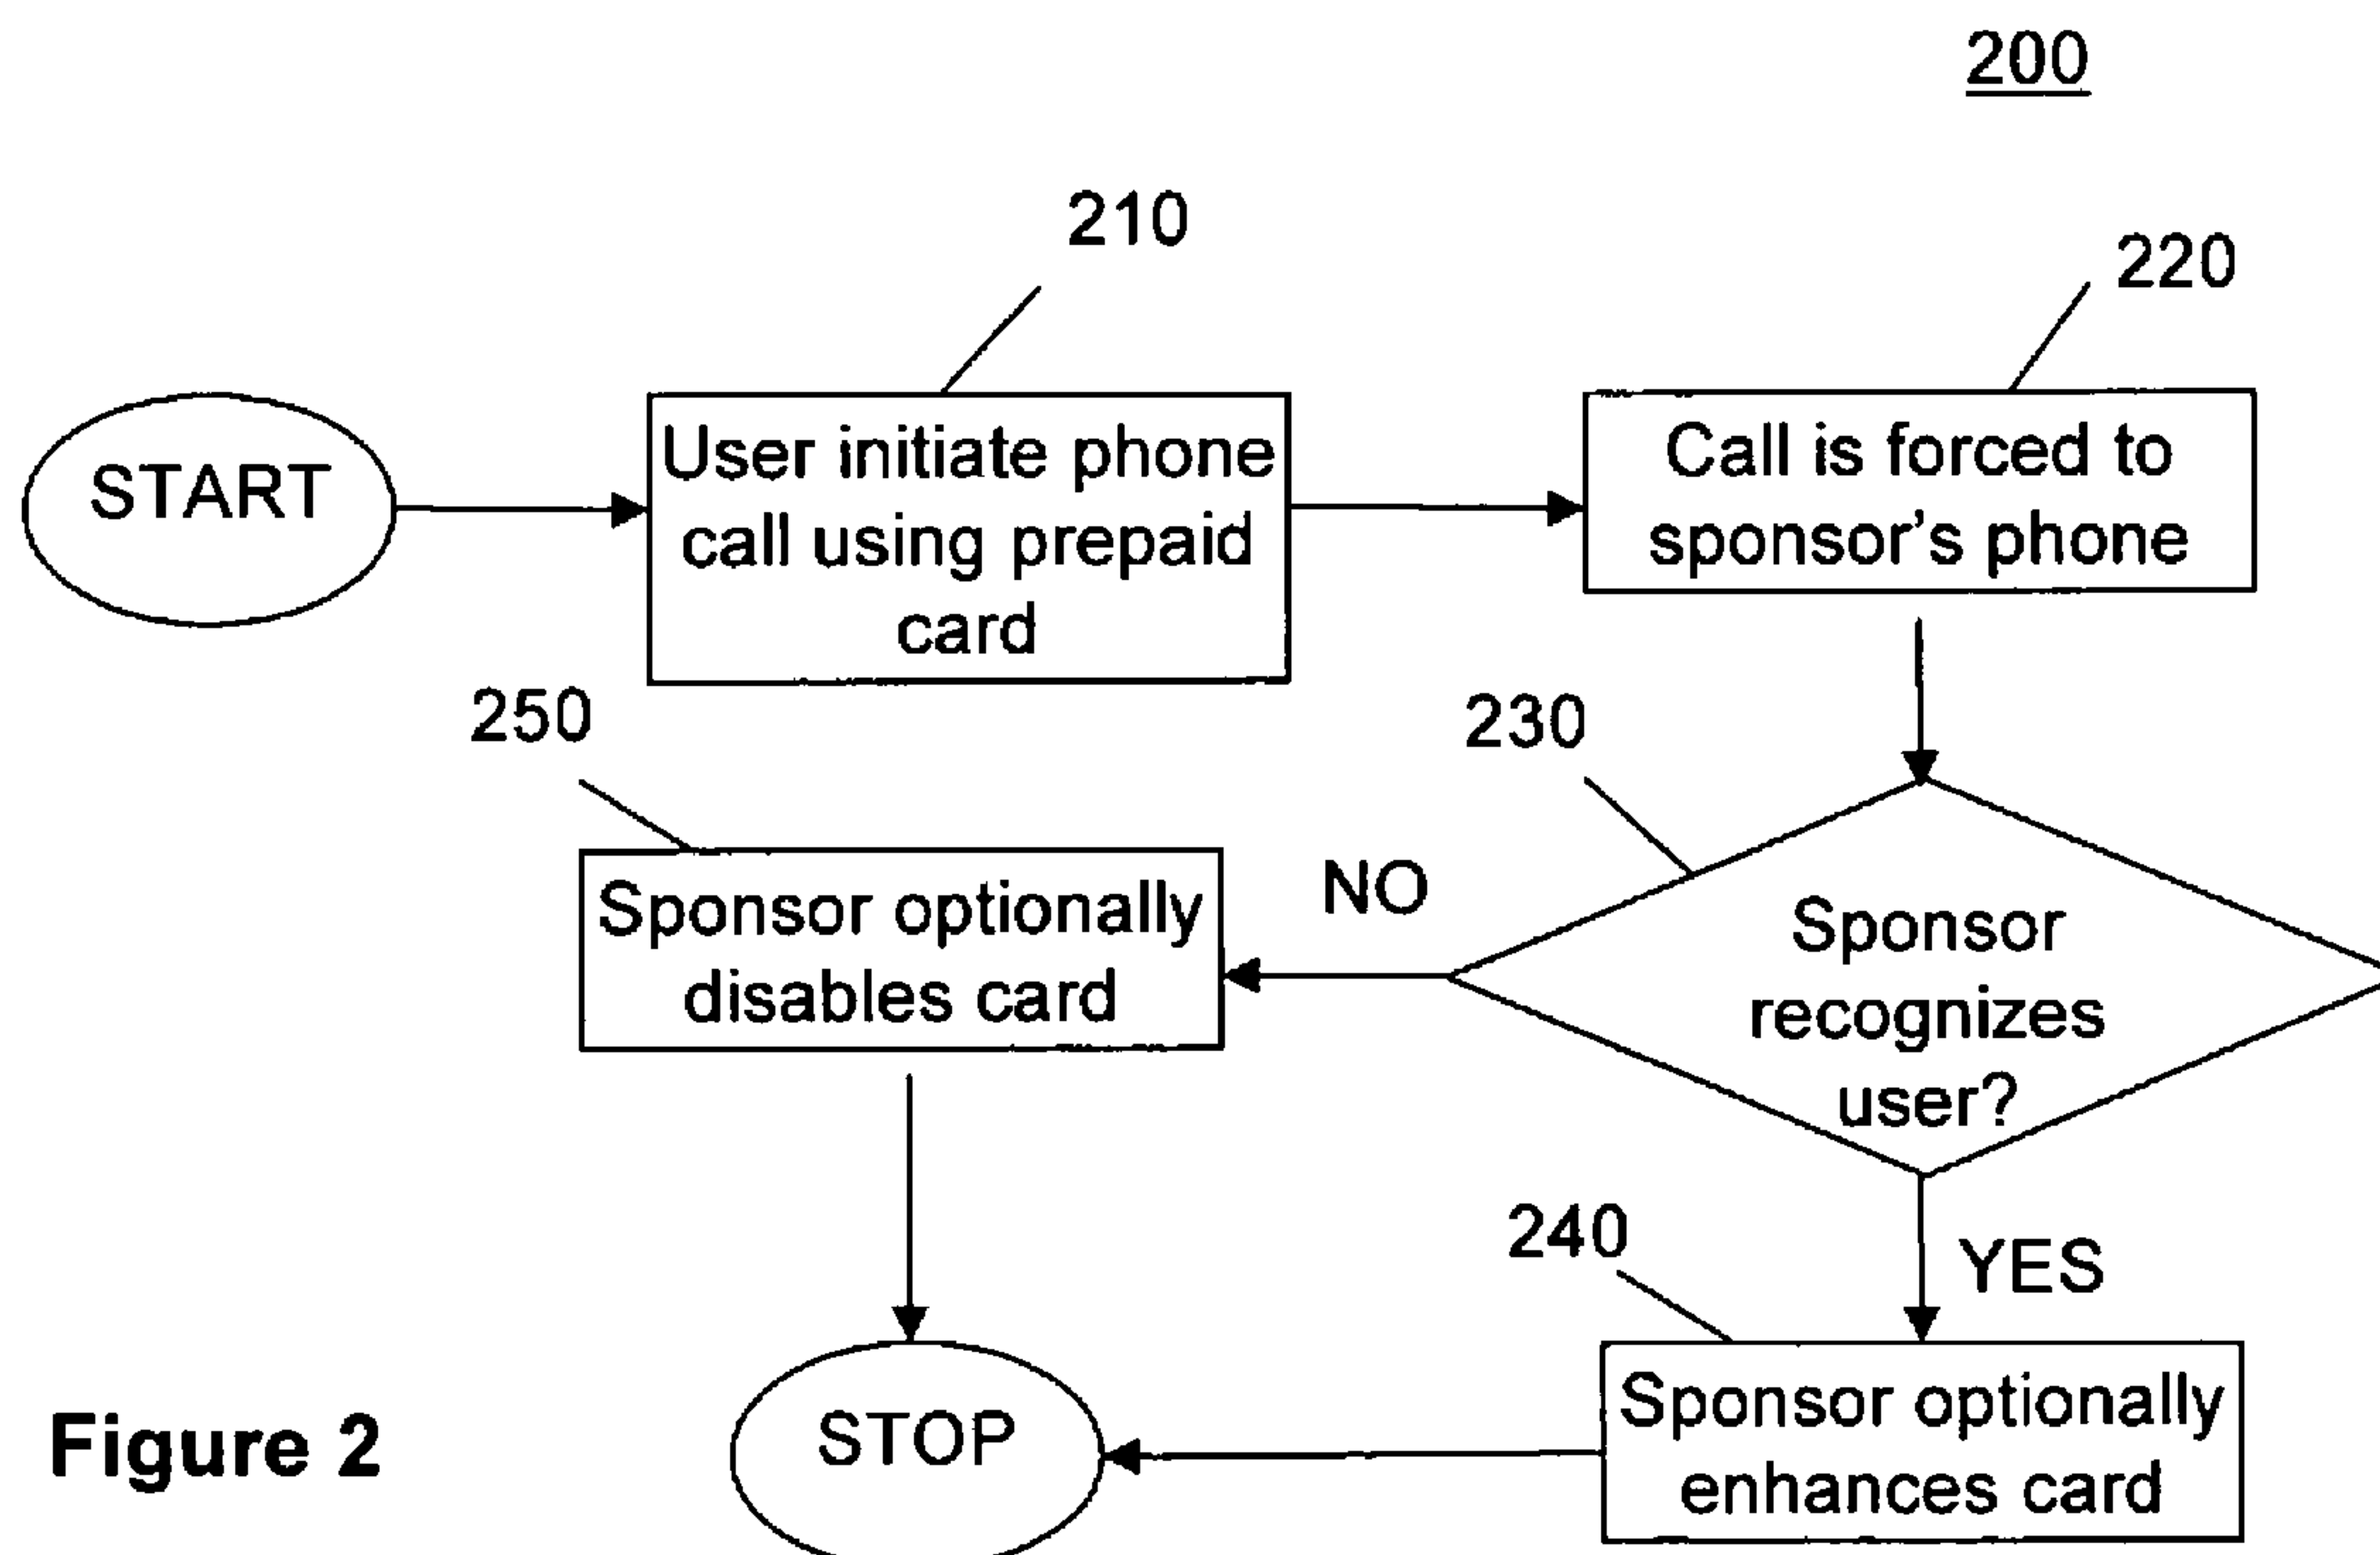 200
210
220
START
User initiate phone
call using prepaid
card
Call is forced to
sponsor's phone
250
230
Sponsor optionally
disables card
NO
Sponsor
recognizes
user?
240
YES
STOP
Sponsor optionally
enhances card
Figure 2